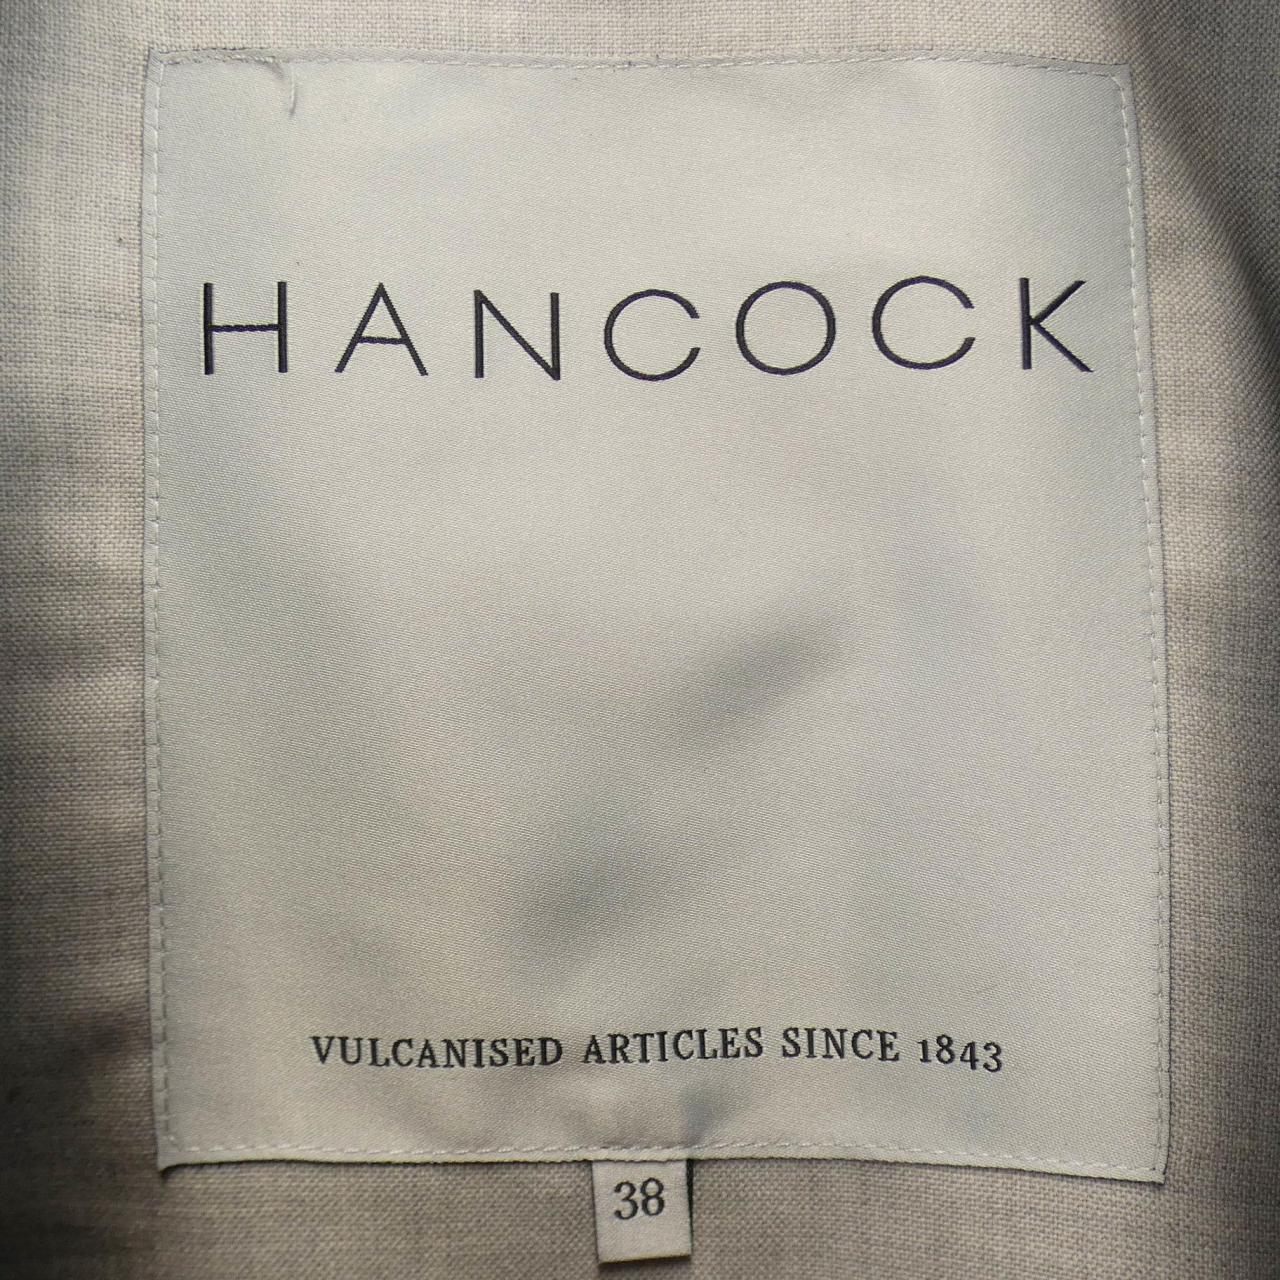 HANCOCK
VULCANISED ARTICLES SINCE 1843
38